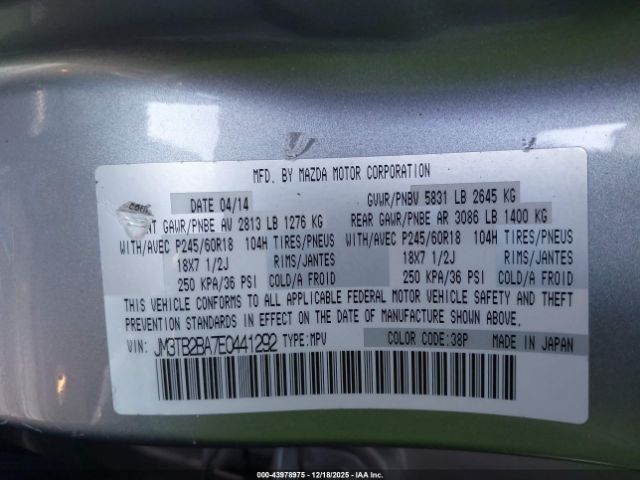 MFD. BY MAZDA MOTOR CORPORATION
DATE 04/14 GVWR/PNBV 5831 LB 2645 KG
NT GAWR/PNBE AV 2813 LB 1276 KG REAR GAWR/PNBE AR 3086 LB 1400 KG
WITH/AVEC P245/60R18 104H TIRES/PNEUS WITH/AVEC P245/60R18 104H TIRES/PNEUS
18X7 1/2J RIMS/JANTES 18X7 1/2J RIMS/JANTES
250 KPA/36 PSI COLD/A FROID 250 KPA/36 PSI COLD/A FROID
THIS VEHICLE CONFORMS TO ALL APPLICABLE FEDERAL MOTOR VEHICLE SAFETY AND THEFT
PREVENTION STANDARDS IN EFFECT ON THE DATE OF MANUFACTURE SHOWN ABOVE.
VIN: JM3TB2BA7E0441292 TYPE:MPV COLOR CODE:38P MADE IN JAPAN
000-43978975 - 12/18/2025 - IAAI, Inc.